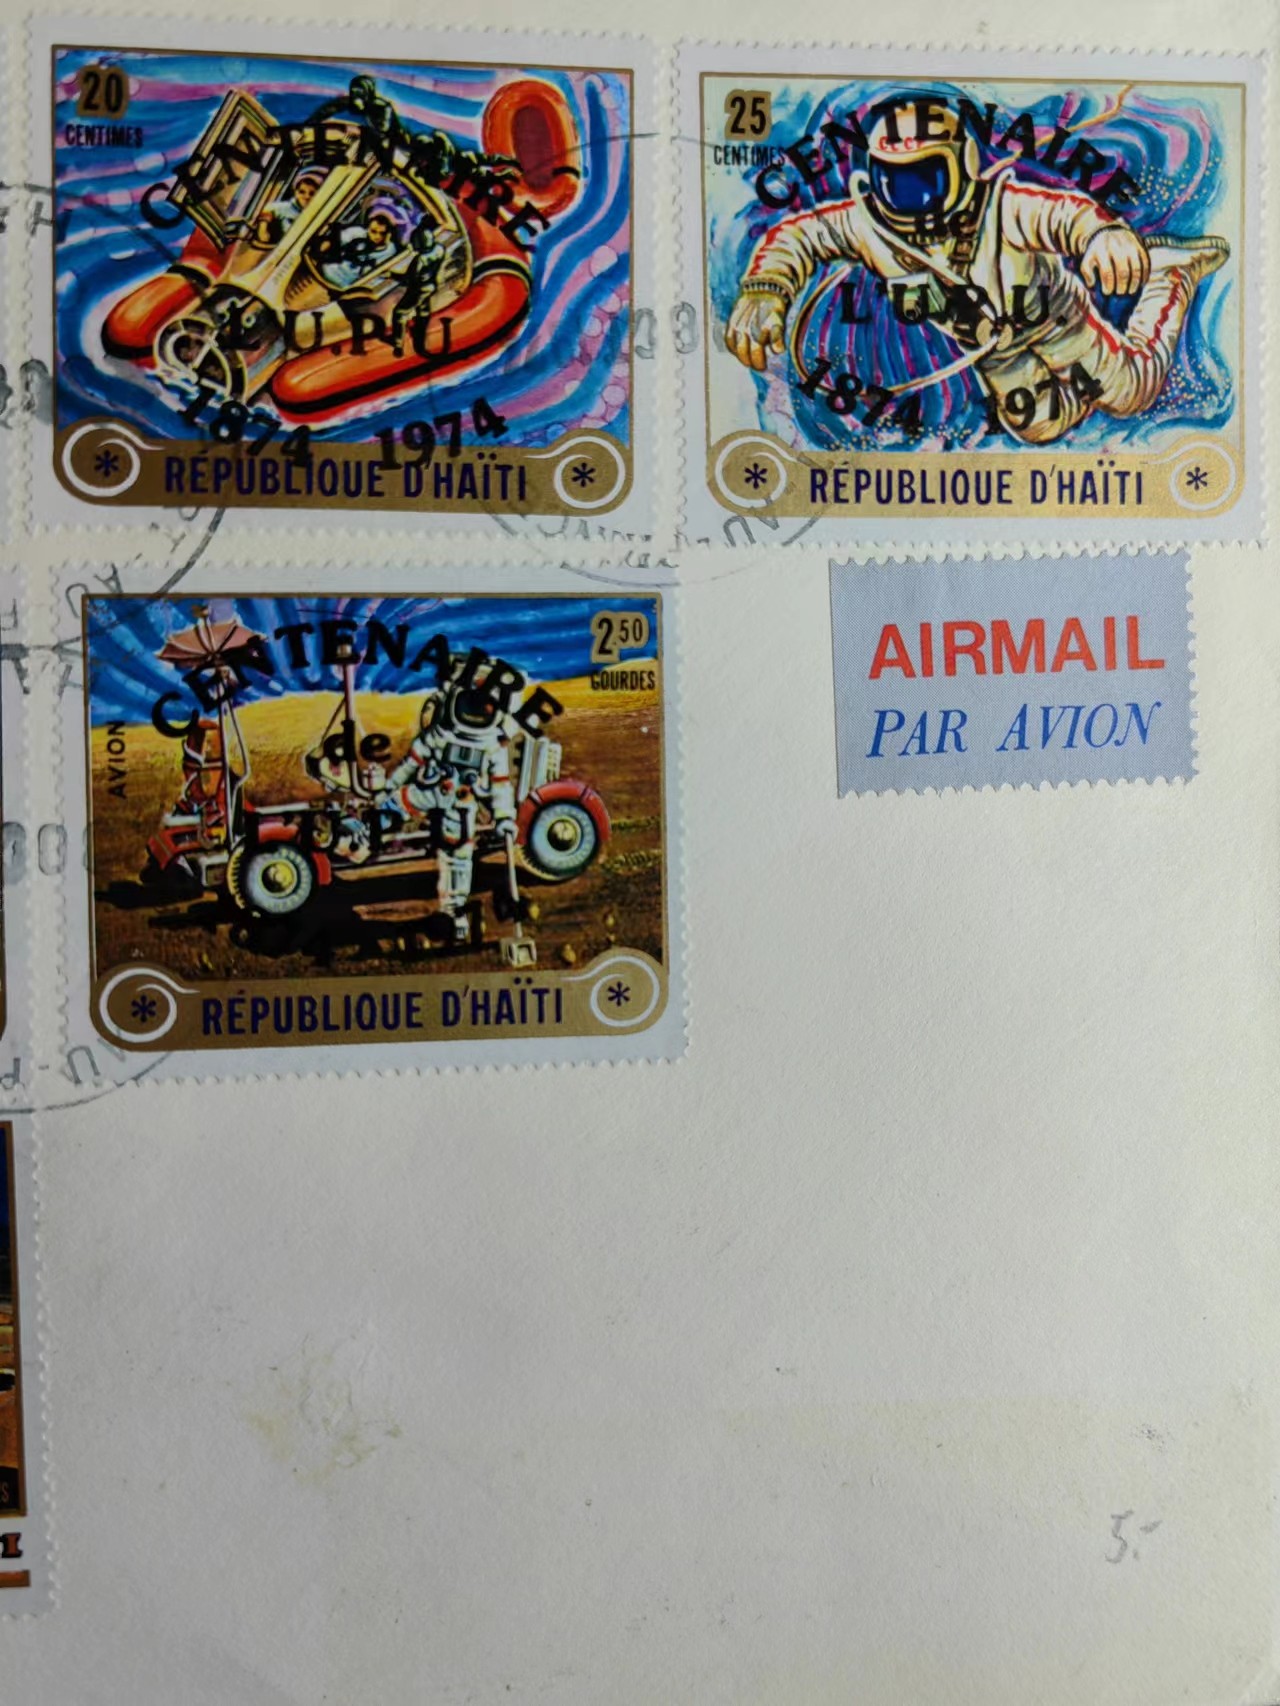 20
CENTIMES
CENTENAIRE
de
L'U.P.U
1874 1974
RÉPUBLIQUE D'HAÏTI
25
CENTIMES
CCCP
CENTENAIRE
de
L'U.P.U.
1874 1974
RÉPUBLIQUE D'HAÏTI
AIRMAIL
PAR AVION
2,50
GOURDES
AVION
CENTENAIRE
de
L'U.P.U
RÉPUBLIQUE D'HAÏTI
5.-